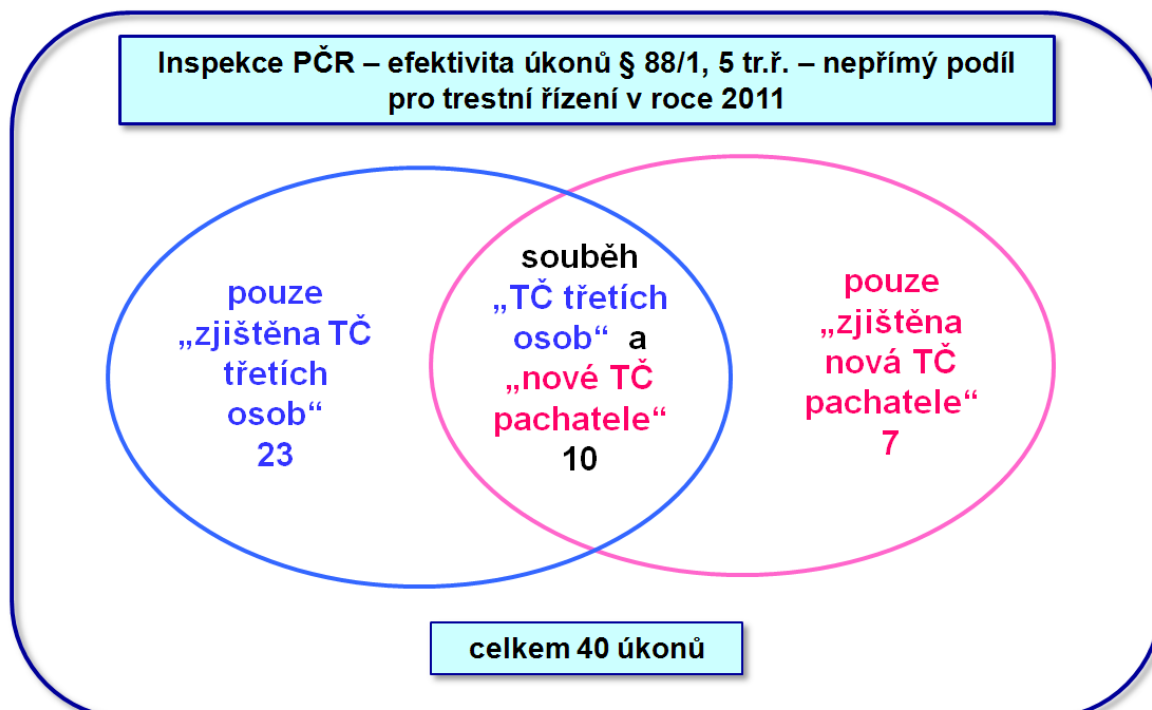 Inspekce PČR – efektivita úkonů § 88/1, 5 tr.ř. – nepřímý podíl
pro trestní řízení v roce 2011
pouze
„zjištěna TČ
třetích
osob“
23
souběh
„TČ třetích
osob“ a
„nové TČ
pachatele“
10
pouze
„zjištěna
nová TČ
pachatele“
7
celkem 40 úkonů